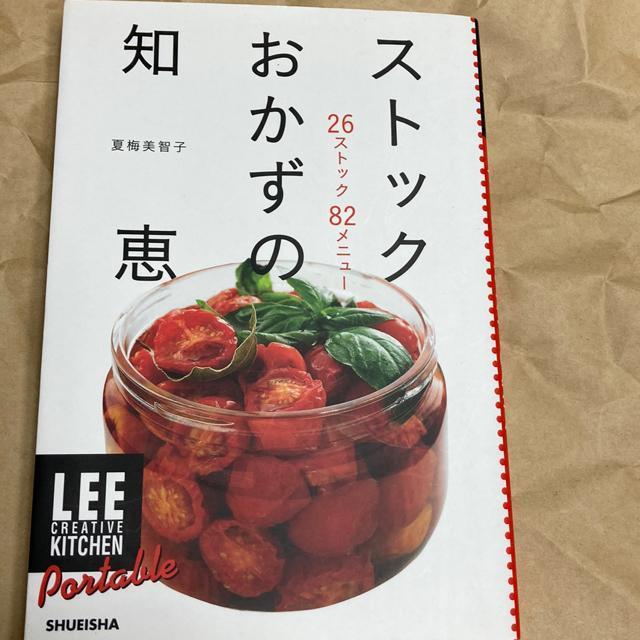 ストック
おかずの
知恵
26ストック 82メニュー
夏梅美智子
LEE
CREATIVE
KITCHEN
Portable
SHUEISHA